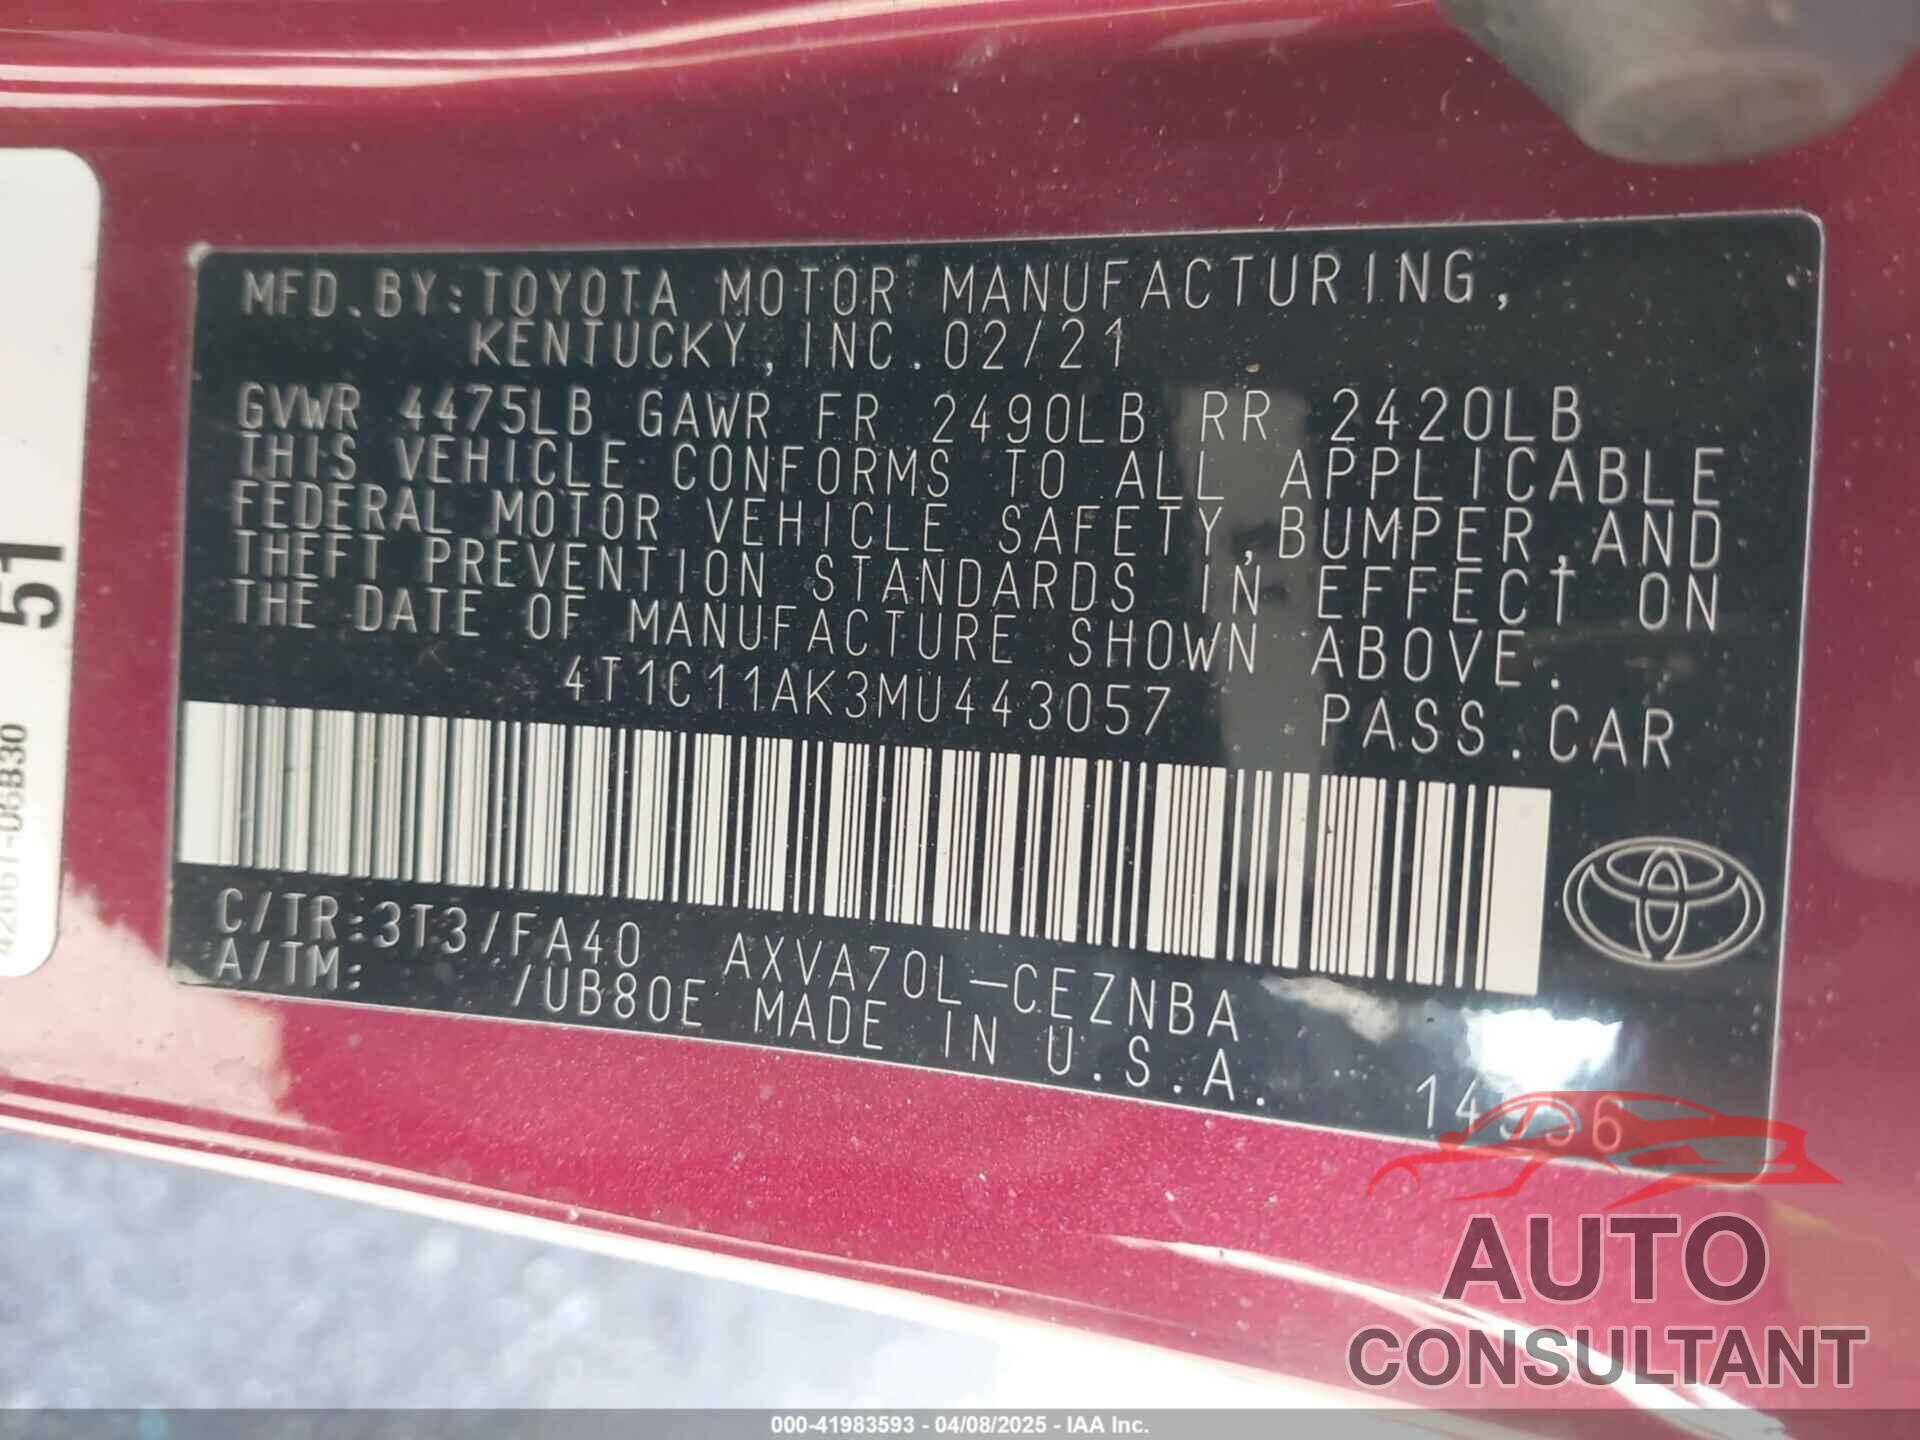 MFD.BY:TOYOTA MOTOR MANUFACTURING,
KENTUCKY,INC.02/21
GVWR 4475LB GAWR FR 2490LB RR 2420LB
THIS VEHICLE CONFORMS TO ALL APPLICABLE
FEDERAL MOTOR VEHICLE SAFETY,BUMPER,AND
THEFT PREVENTION STANDARDS IN EFFECT ON
THE DATE OF MANUFACTURE SHOWN ABOVE.
4T1C11AK3MU443057 PASS.CAR
C/TR:3T3/FA40 AXVA70L-CEZNBA
A/TM: /UB80E MADE IN U.S.A.
51
AUTO
CONSULTANT
000-41983593 - 04/08/2025 - IAA Inc.